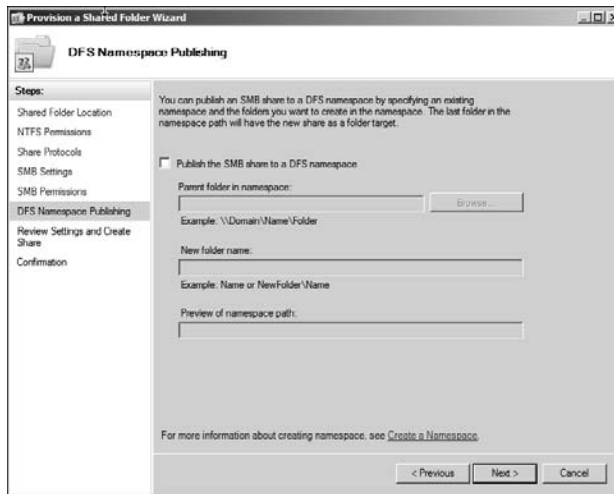 Provision a Shared Folder Wizard
DFS Namespace Publishing
Steps:
Shared Folder Location
NTFS Permissions
Share Protocols
SMB Settings
SMB Permissions
DFS Namespace Publishing
Review Settings and Create
Share
Confirmation
You can publish an SMB share to a DFS namespace by specifying an existing
namespace and the folders you want to create in the namespace. The last folder in the
namespace path will have the new share as a folder target.
Publish the SMB share to a DFS namespace
Parent folder in namespace:
Browse...
Example: \\Domain\Name\Folder
New folder name:
Example: Name or NewFolder\Name
Preview of namespace path:
For more information about creating namespace, see Create a Namespace.
< Previous
Next >
Cancel